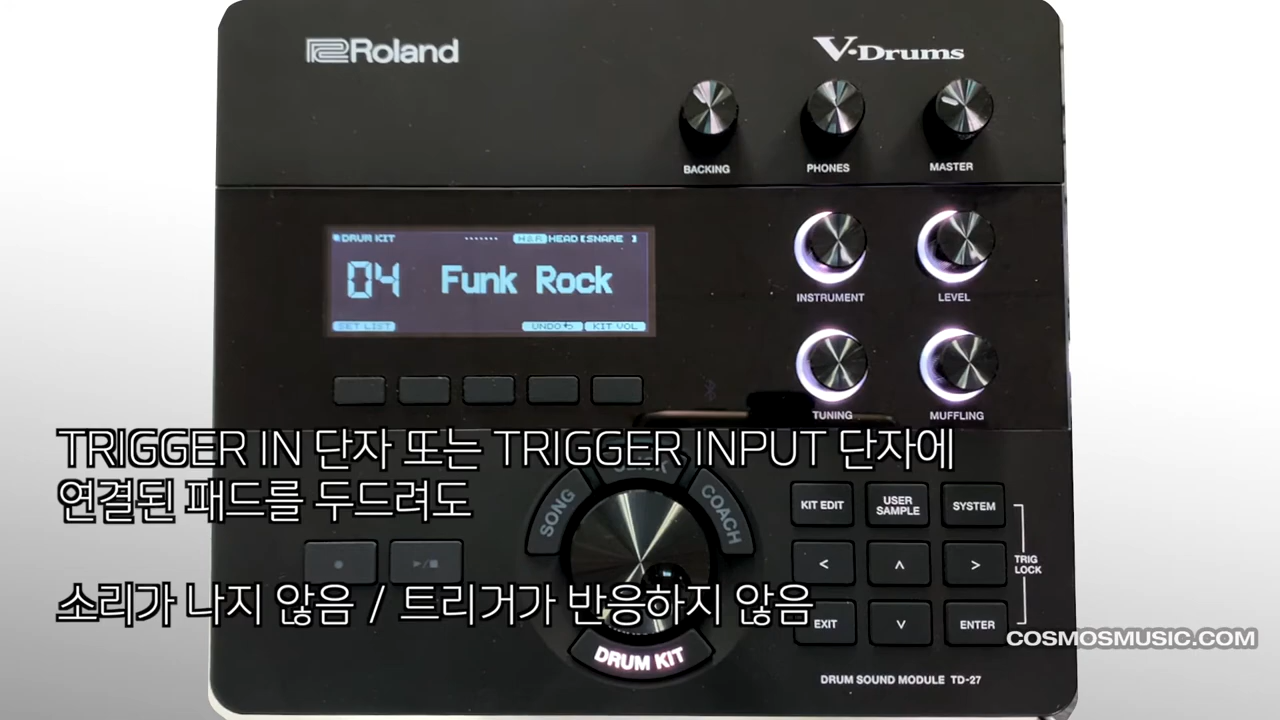 Roland
V-Drums
BACKING
PHONES
MASTER
DRUM KIT
H&R HEAD [SNARE ]
04 Funk Rock
SET LIST
UNDO
KIT VOL
INSTRUMENT
LEVEL
TUNING
MUFFLING
TRIGGER IN 단자 또는 TRIGGER INPUT 단자에
연결된 패드를 두드려도
CLICK
SONG
COACH
KIT EDIT
USER
SAMPLE
SYSTEM
TRIG
LOCK
소리가 나지 않음 / 트리거가 반응하지 않음
EXIT
ENTER
COSMOSMUSIC.COM
DRUM KIT
DRUM SOUND MODULE TD-27